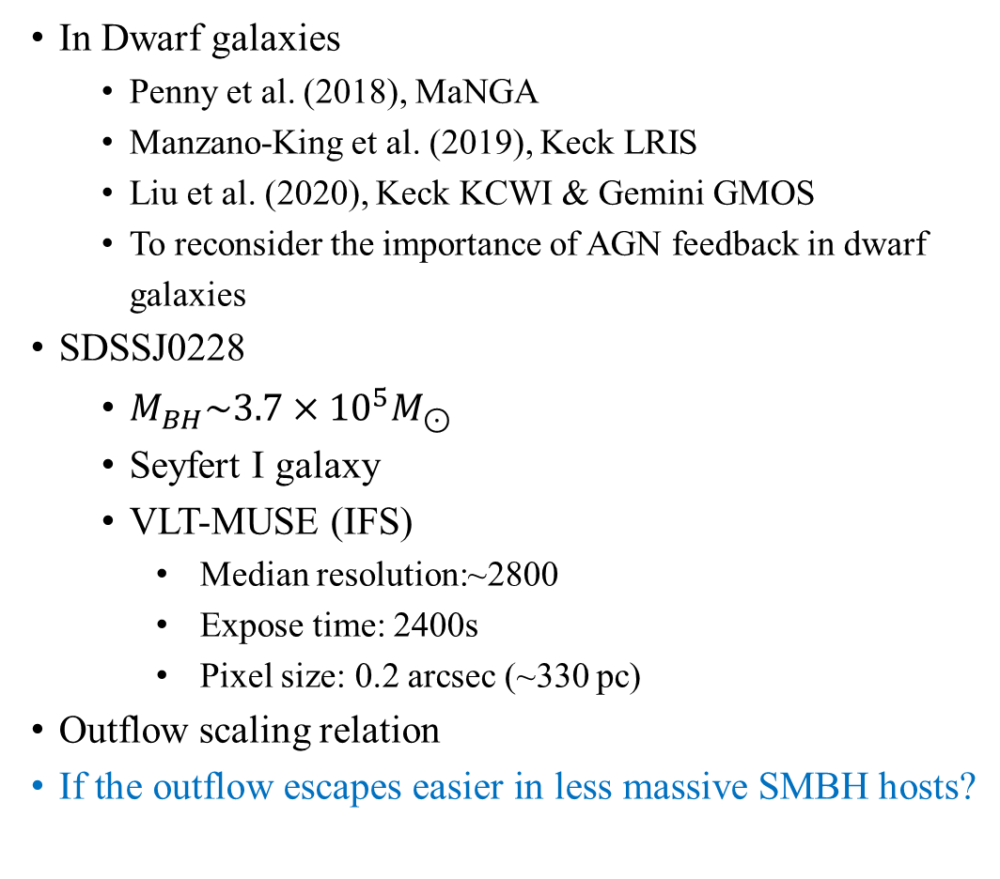 • In Dwarf galaxies
• Penny et al. (2018), MaNGA
• Manzano-King et al. (2019), Keck LRIS
• Liu et al. (2020), Keck KCWI & Gemini GMOS
• To reconsider the importance of AGN feedback in dwarf
galaxies
• SDSSJ0228
• M_{BH}~3.7 × 10^5 M_☉
• Seyfert I galaxy
• VLT-MUSE (IFS)
• Median resolution:~2800
• Expose time: 2400s
• Pixel size: 0.2 arcsec (~330 pc)
• Outflow scaling relation
• If the outflow escapes easier in less massive SMBH hosts?